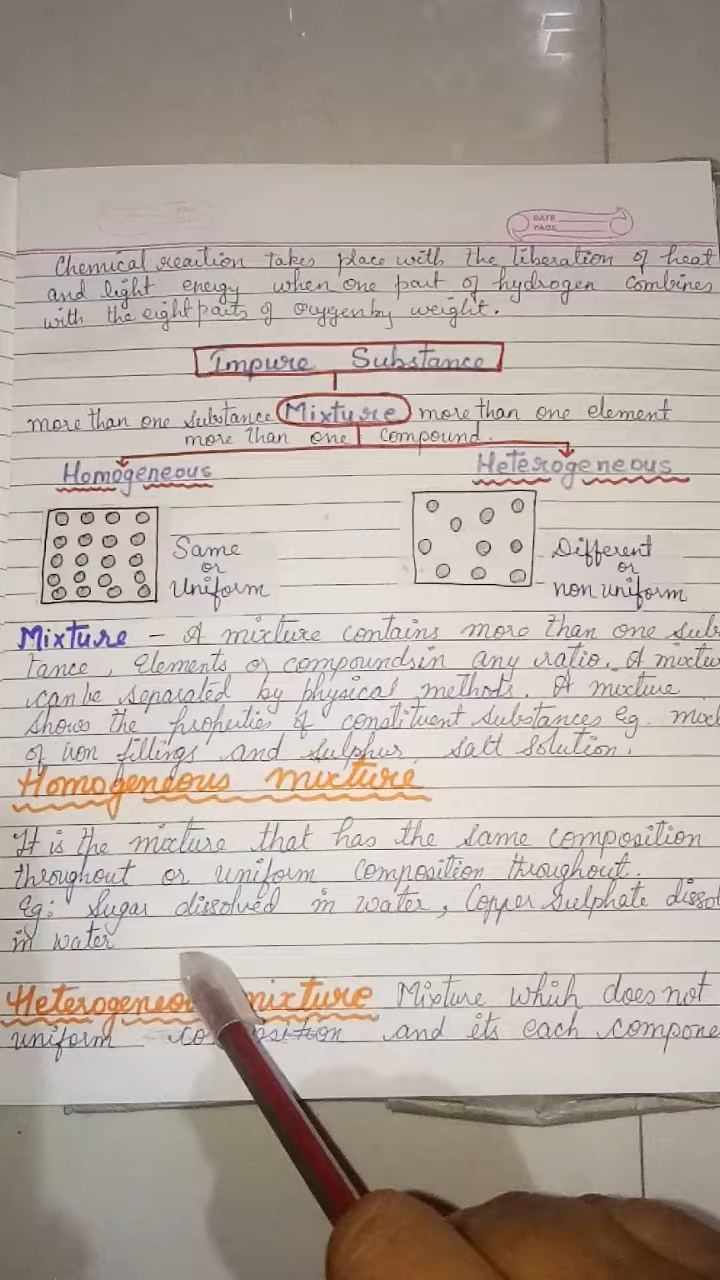 DATE
PAGE
Chemical reaction takes place with the liberation of heat
and light energy when one part of hydrogen combines
with the eight parts of oxygen by weight.
Impure Substance
more than one substance Mixture more than one element
more than one compound.
Homogeneous Heterogeneous
Same
or
Uniform
Different
or
non uniform
Mixture - A mixture contains more than one subs
tance, Elements or compounds in any ratio. A mixtu
can be separated by physical methods. A mixture
shows the properties of constituent substances Eg. mix
of iron fillings and sulphur, salt solution.
Homogeneous mixture
It is the mixture that has the same composition
throughout or uniform composition throughout.
Eg: Sugar dissolved in water, Copper Sulphate dissol
in water
Heterogeneou mixture Mixture which does not
uniform co position and its each compone